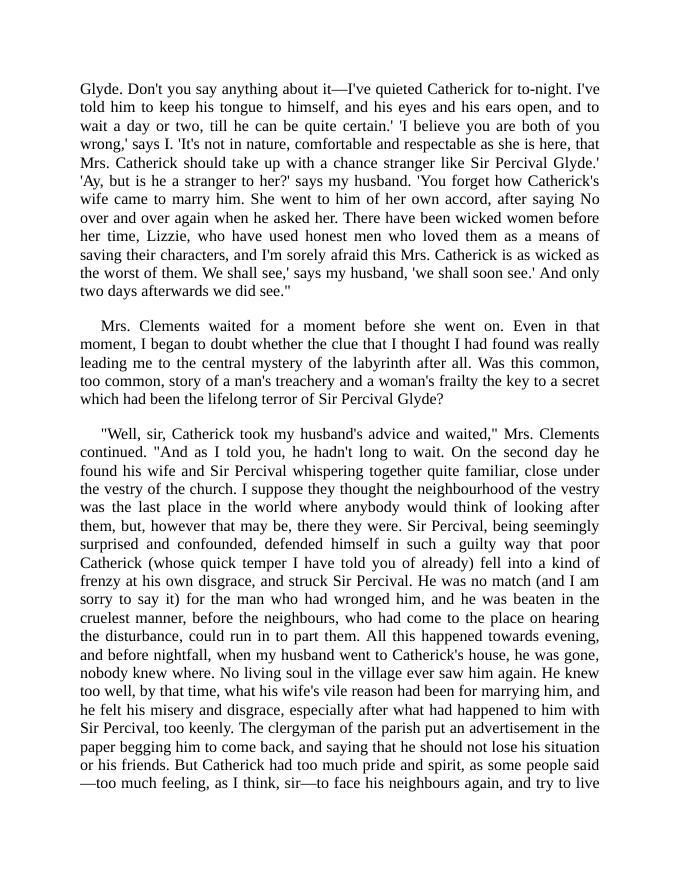 Glyde. Don't you say anything about it—I've quieted Catherick for to-night. I've
told him to keep his tongue to himself, and his eyes and his ears open, and to
wait a day or two, till he can be quite certain.' 'I believe you are both of you
wrong,' says I. 'It's not in nature, comfortable and respectable as she is here, that
Mrs. Catherick should take up with a chance stranger like Sir Percival Glyde.'
'Ay, but is he a stranger to her?' says my husband. 'You forget how Catherick's
wife came to marry him. She went to him of her own accord, after saying No
over and over again when he asked her. There have been wicked women before
her time, Lizzie, who have used honest men who loved them as a means of
saving their characters, and I'm sorely afraid this Mrs. Catherick is as wicked as
the worst of them. We shall see,' says my husband, 'we shall soon see.' And only
two days afterwards we did see."
Mrs. Clements waited for a moment before she went on. Even in that
moment, I began to doubt whether the clue that I thought I had found was really
leading me to the central mystery of the labyrinth after all. Was this common,
too common, story of a man's treachery and a woman's frailty the key to a secret
which had been the lifelong terror of Sir Percival Glyde?
"Well, sir, Catherick took my husband's advice and waited," Mrs. Clements
continued. "And as I told you, he hadn't long to wait. On the second day he
found his wife and Sir Percival whispering together quite familiar, close under
the vestry of the church. I suppose they thought the neighbourhood of the vestry
was the last place in the world where anybody would think of looking after
them, but, however that may be, there they were. Sir Percival, being seemingly
surprised and confounded, defended himself in such a guilty way that poor
Catherick (whose quick temper I have told you of already) fell into a kind of
frenzy at his own disgrace, and struck Sir Percival. He was no match (and I am
sorry to say it) for the man who had wronged him, and he was beaten in the
cruelest manner, before the neighbours, who had come to the place on hearing
the disturbance, could run in to part them. All this happened towards evening,
and before nightfall, when my husband went to Catherick's house, he was gone,
nobody knew where. No living soul in the village ever saw him again. He knew
too well, by that time, what his wife's vile reason had been for marrying him, and
he felt his misery and disgrace, especially after what had happened to him with
Sir Percival, too keenly. The clergyman of the parish put an advertisement in the
paper begging him to come back, and saying that he should not lose his situation
or his friends. But Catherick had too much pride and spirit, as some people said
—too much feeling, as I think, sir—to face his neighbours again, and try to live